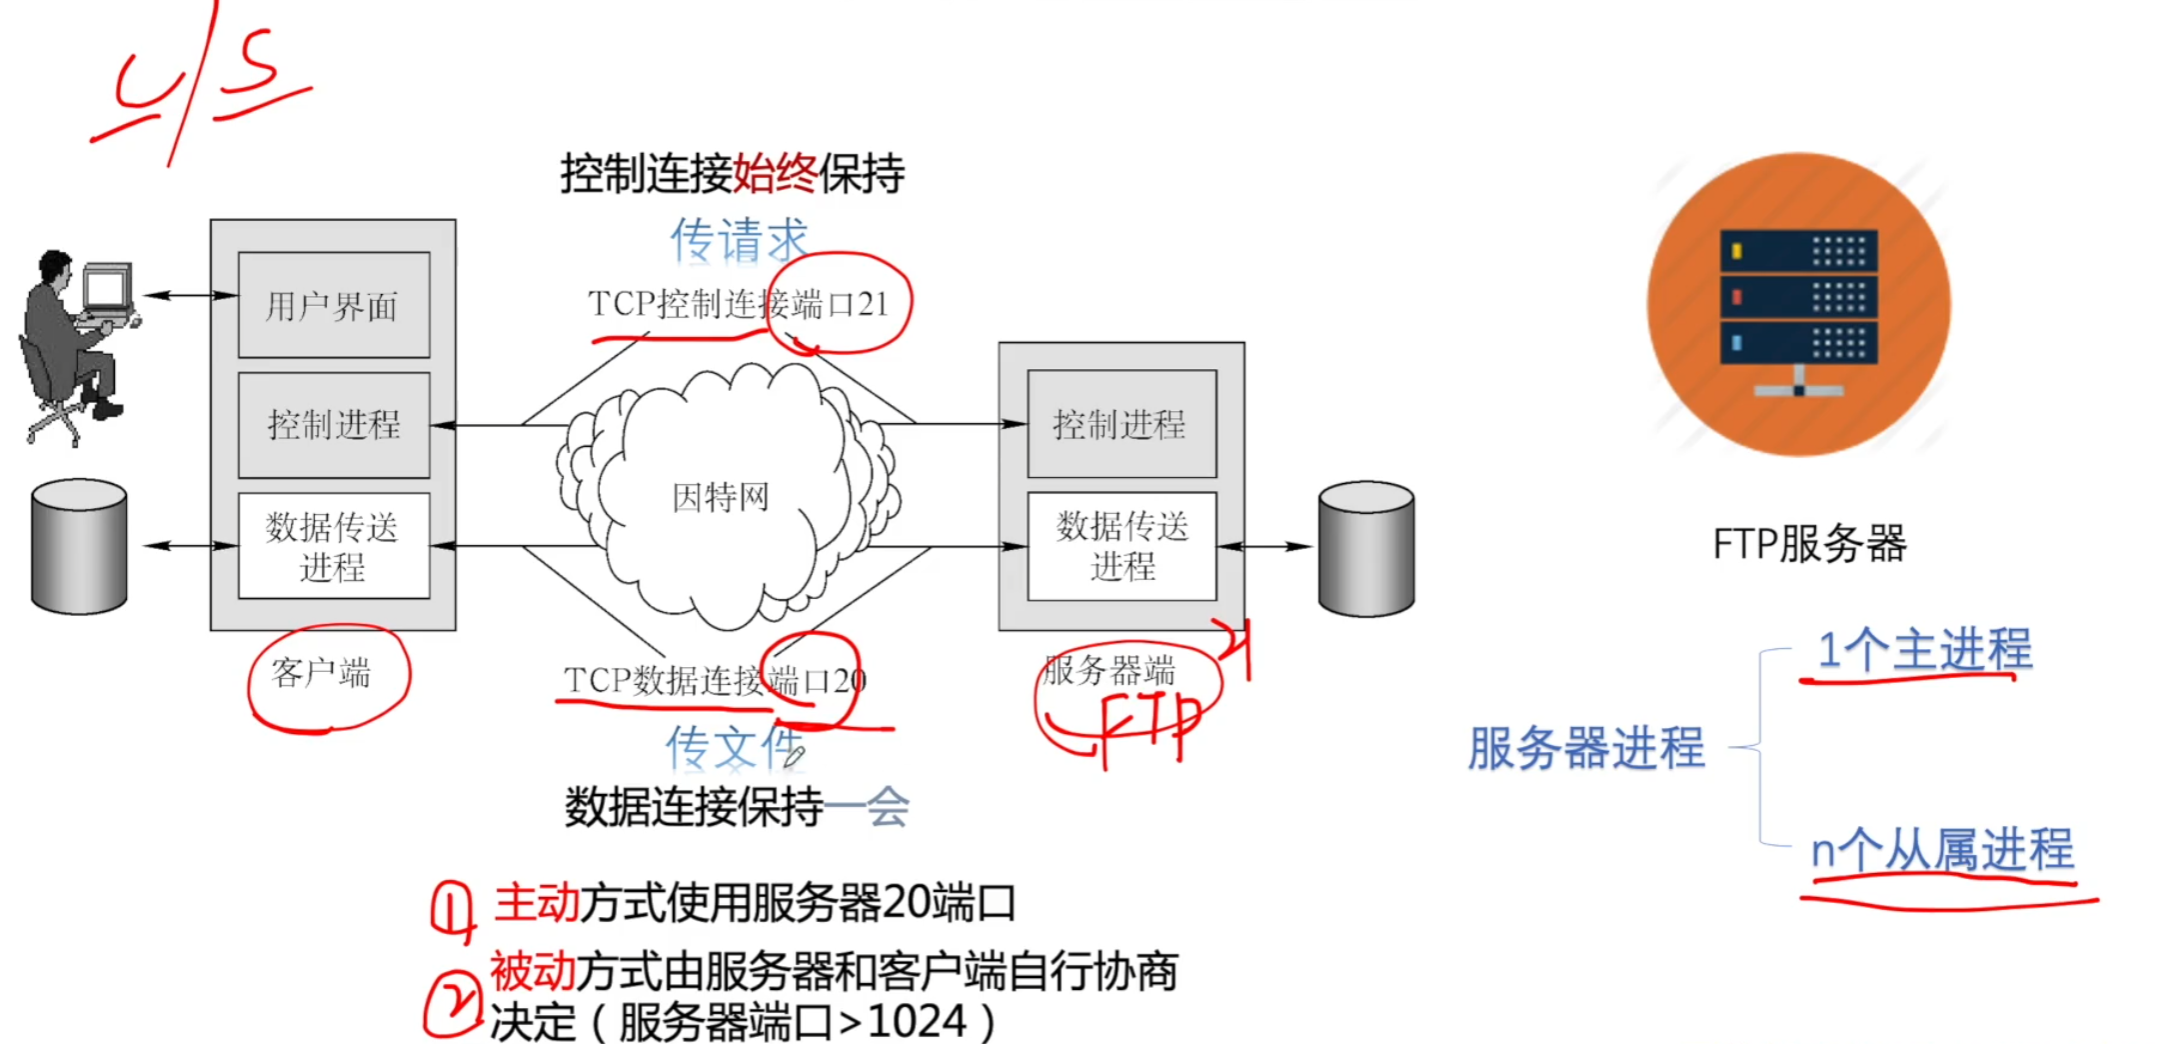 C/S
控制连接始终保持
传请求
TCP控制连接端口21
用户界面
控制进程
数据传送
进程
客户端
因特网
控制进程
数据传送
进程
服务器端
21
FTP
TCP数据连接端口20
传文件
数据连接保持一会
① 主动方式使用服务器20端口
② 被动方式由服务器和客户端自行协商
决定（服务器端口>1024）
FTP服务器
服务器进程
1个主进程
n个从属进程